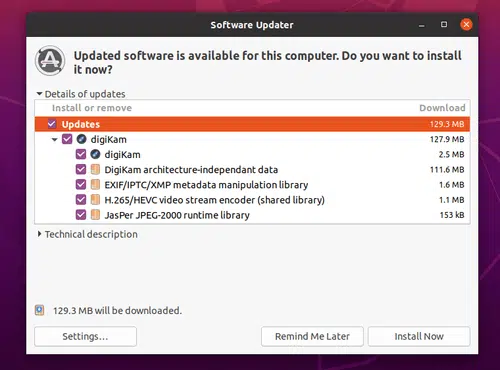 Software Updater
Updated software is available for this computer. Do you want to install
it now?
Details of updates
Install or remove Download
Updates 129.3 MB
digiKam 127.9 MB
digiKam 2.5 MB
DigiKam architecture-independant data 111.6 MB
EXIF/IPTC/XMP metadata manipulation library 1.6 MB
H.265/HEVC video stream encoder (shared library) 1.1 MB
JasPer JPEG-2000 runtime library 153 kB
Technical description
129.3 MB will be downloaded.
Settings... Remind Me Later Install Now